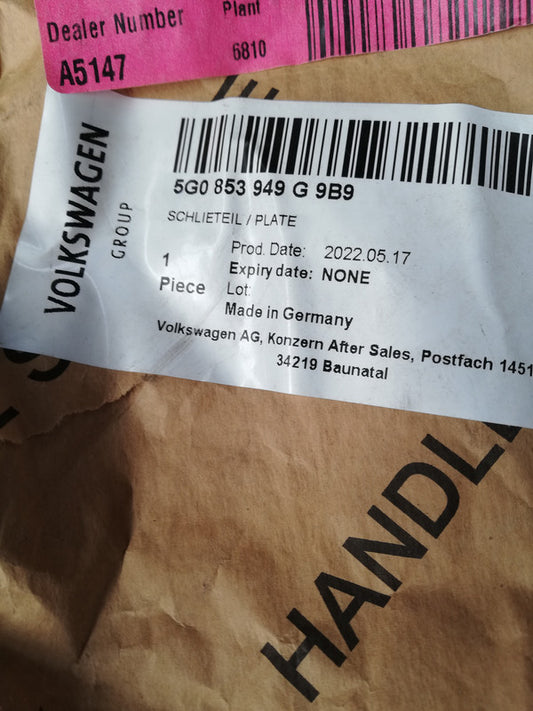 Dealer Number
A5147
Plant
6810
VOLKSWAGEN
GROUP
5G0 853 949 G 9B9
SCHLIETEIL / PLATE
1
Piece
Prod. Date: 2022.05.17
Expiry date: NONE
Lot:
Made in Germany
Volkswagen AG, Konzern After Sales, Postfach 1451
34219 Baunatal
HANDLE